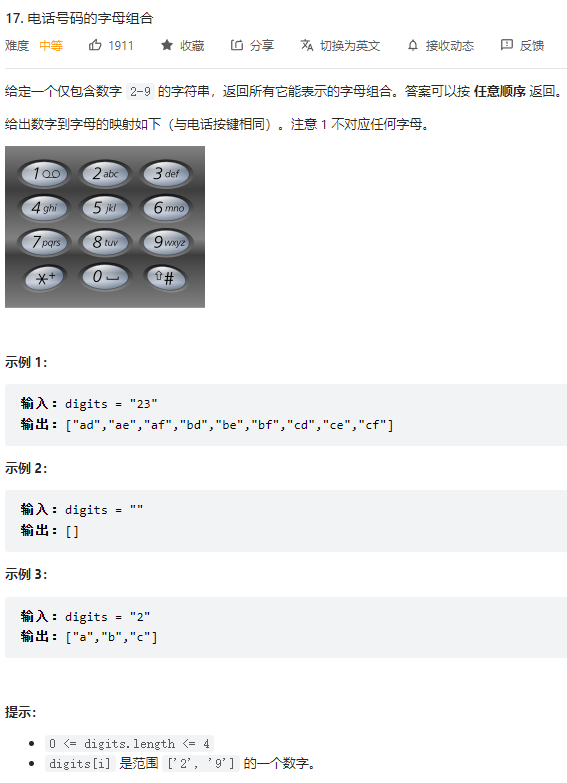 17. 电话号码的字母组合
难度 中等 1911 收藏 分享 切换为英文 接收动态 反馈
给定一个仅包含数字 2-9 的字符串，返回所有它能表示的字母组合。答案可以按 任意顺序 返回。
给出数字到字母的映射如下（与电话按键相同）。注意 1 不对应任何字母。
1 2 abc 3 def
4 ghi 5 jkl 6 mno
7 pqrs 8 tuv 9 wxyz
*+ 0 #
示例 1：
输入：digits = "23"
输出：["ad","ae","af","bd","be","bf","cd","ce","cf"]
示例 2：
输入：digits = ""
输出：[]
示例 3：
输入：digits = "2"
输出：["a","b","c"]
提示：
0 <= digits.length <= 4
digits[i] 是范围 ['2', '9'] 的一个数字。